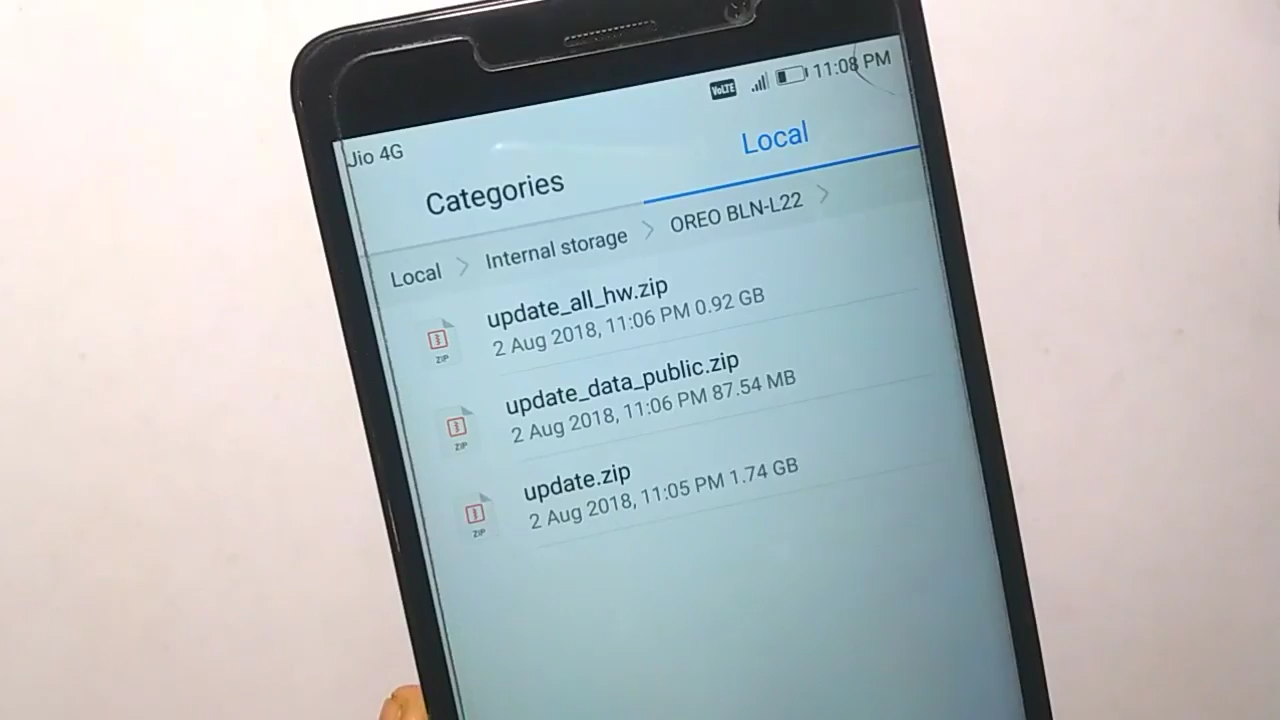 VoLTE 11:08 PM
Jio 4G
Categories Local
Local Internal storage OREO BLN-L22
update_all_hw.zip
2 Aug 2018, 11:06 PM 0.92 GB
ZIP
update_data_public.zip
2 Aug 2018, 11:06 PM 87.54 MB
ZIP
update.zip
2 Aug 2018, 11:05 PM 1.74 GB
ZIP